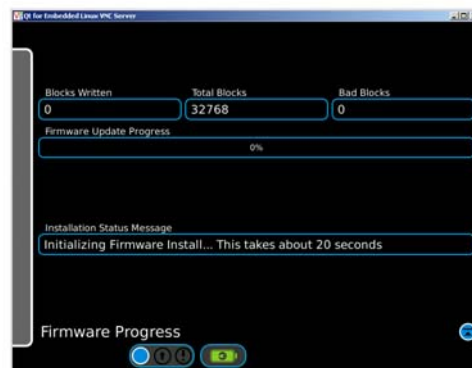 Qt for Embedded Linux VNC Server
Blocks Written Total Blocks Bad Blocks
0 32768 0
Firmware Update Progress
0%
Installation Status Message
Initializing Firmware Install... This takes about 20 seconds
Firmware Progress